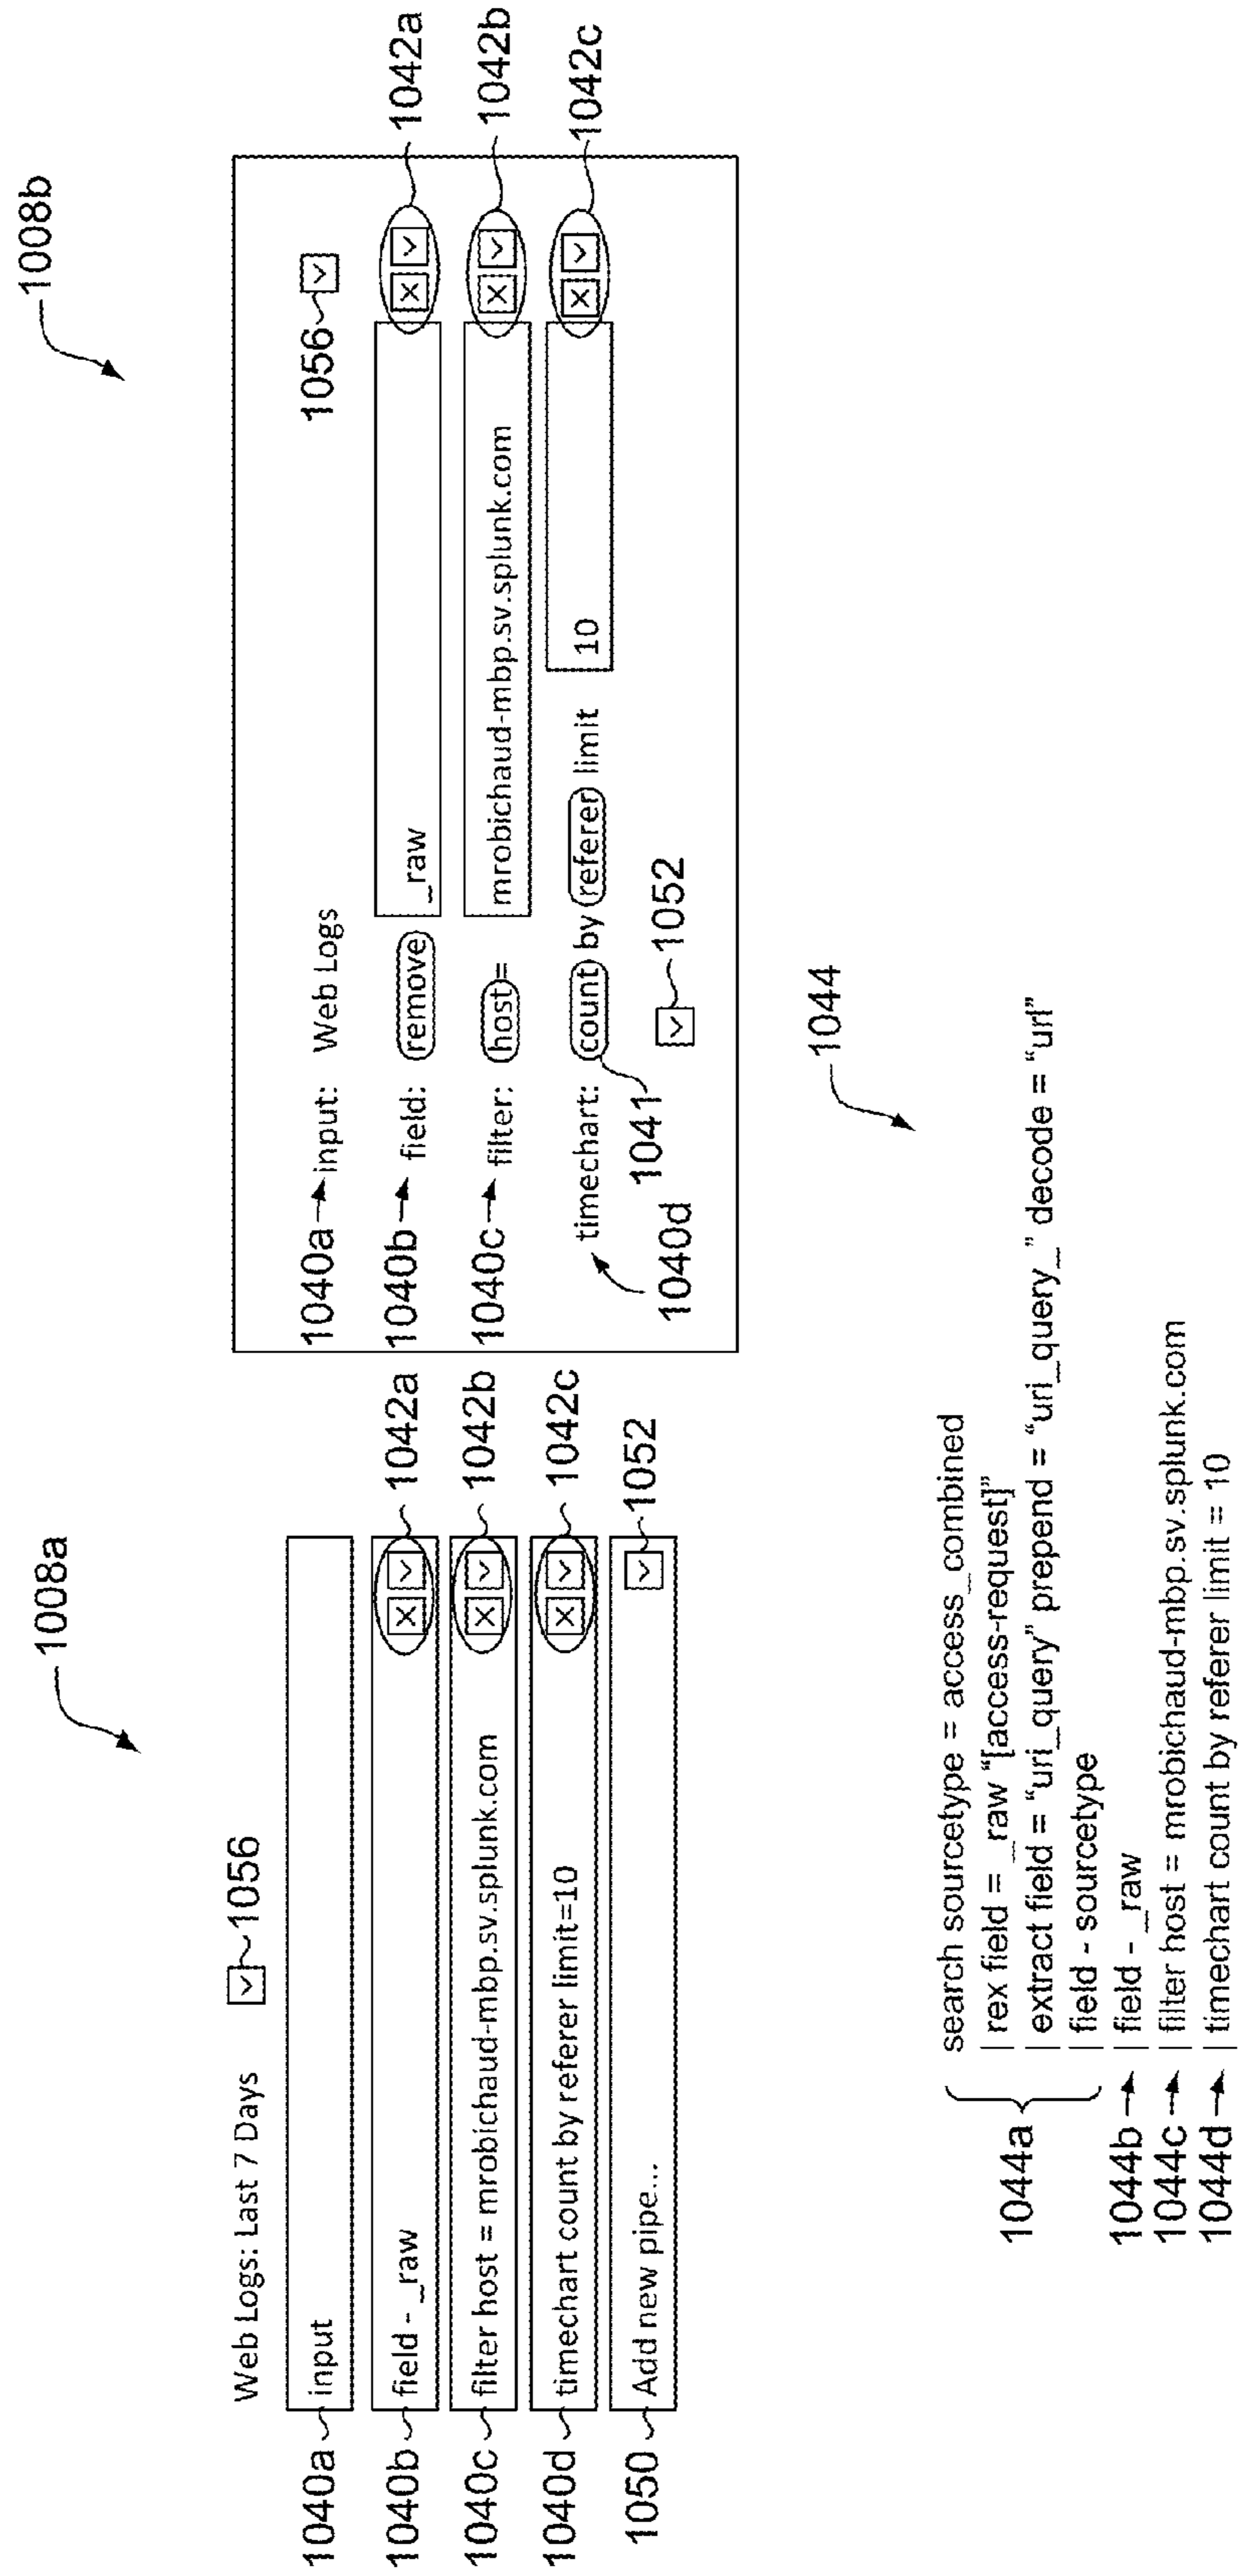 1008a
Web Logs: Last 7 Days 1056
1040a input
1040b field - _raw X 1042a
1040c filter host = mrobichaud-mbp.sv.splunk.com X 1042b
1040d timechart count by referer limit=10 X 1042c
1050 Add new pipe... 1052
1008b
1056
1040a input: Web Logs
1040b field: remove _raw X 1042a
1040c filter: host= mrobichaud-mbp.sv.splunk.com X 1042b
timechart: count by referer limit 10 X 1042c
1041
1040d
1052
1044
1044a search sourcetype = access_combined
| rex field = _raw “[access-request]”
| extract field = “uri_query” prepend = “uri_query_” decode = “url”
| field - sourcetype
1044b | field - _raw
1044c | filter host = mrobichaud-mbp.sv.splunk.com
1044d | timechart count by referer limit = 10